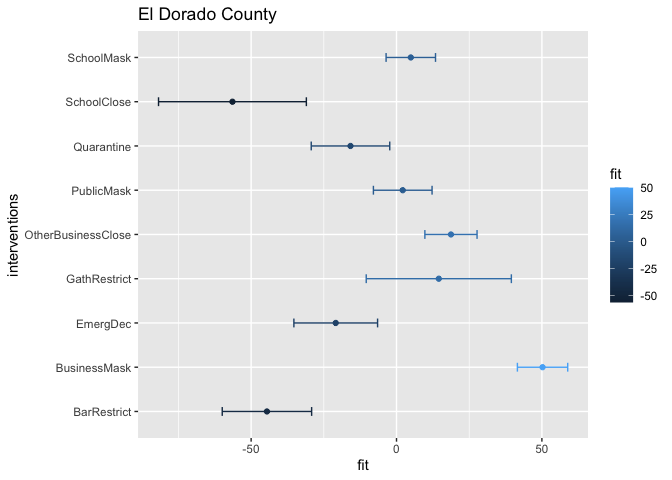 El Dorado County
SchoolMask
SchoolClose
Quarantine
PublicMask
OtherBusinessClose
GathRestrict
EmergDec
BusinessMask
BarRestrict
interventions
-50 0 50
fit
fit
50
25
0
-25
-50